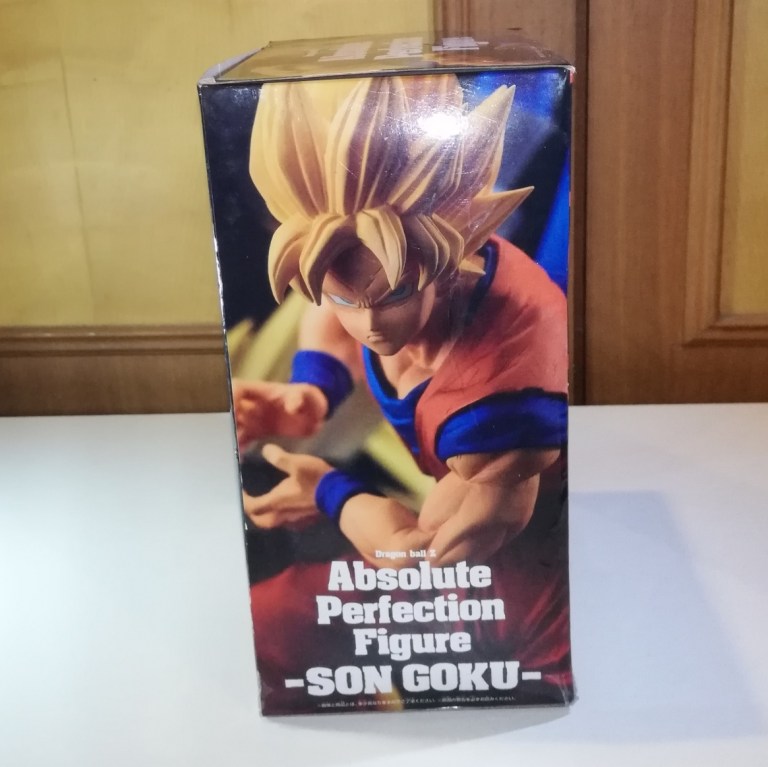 Dragon ball Z
Absolute
Perfection
Figure
-SON GOKU-